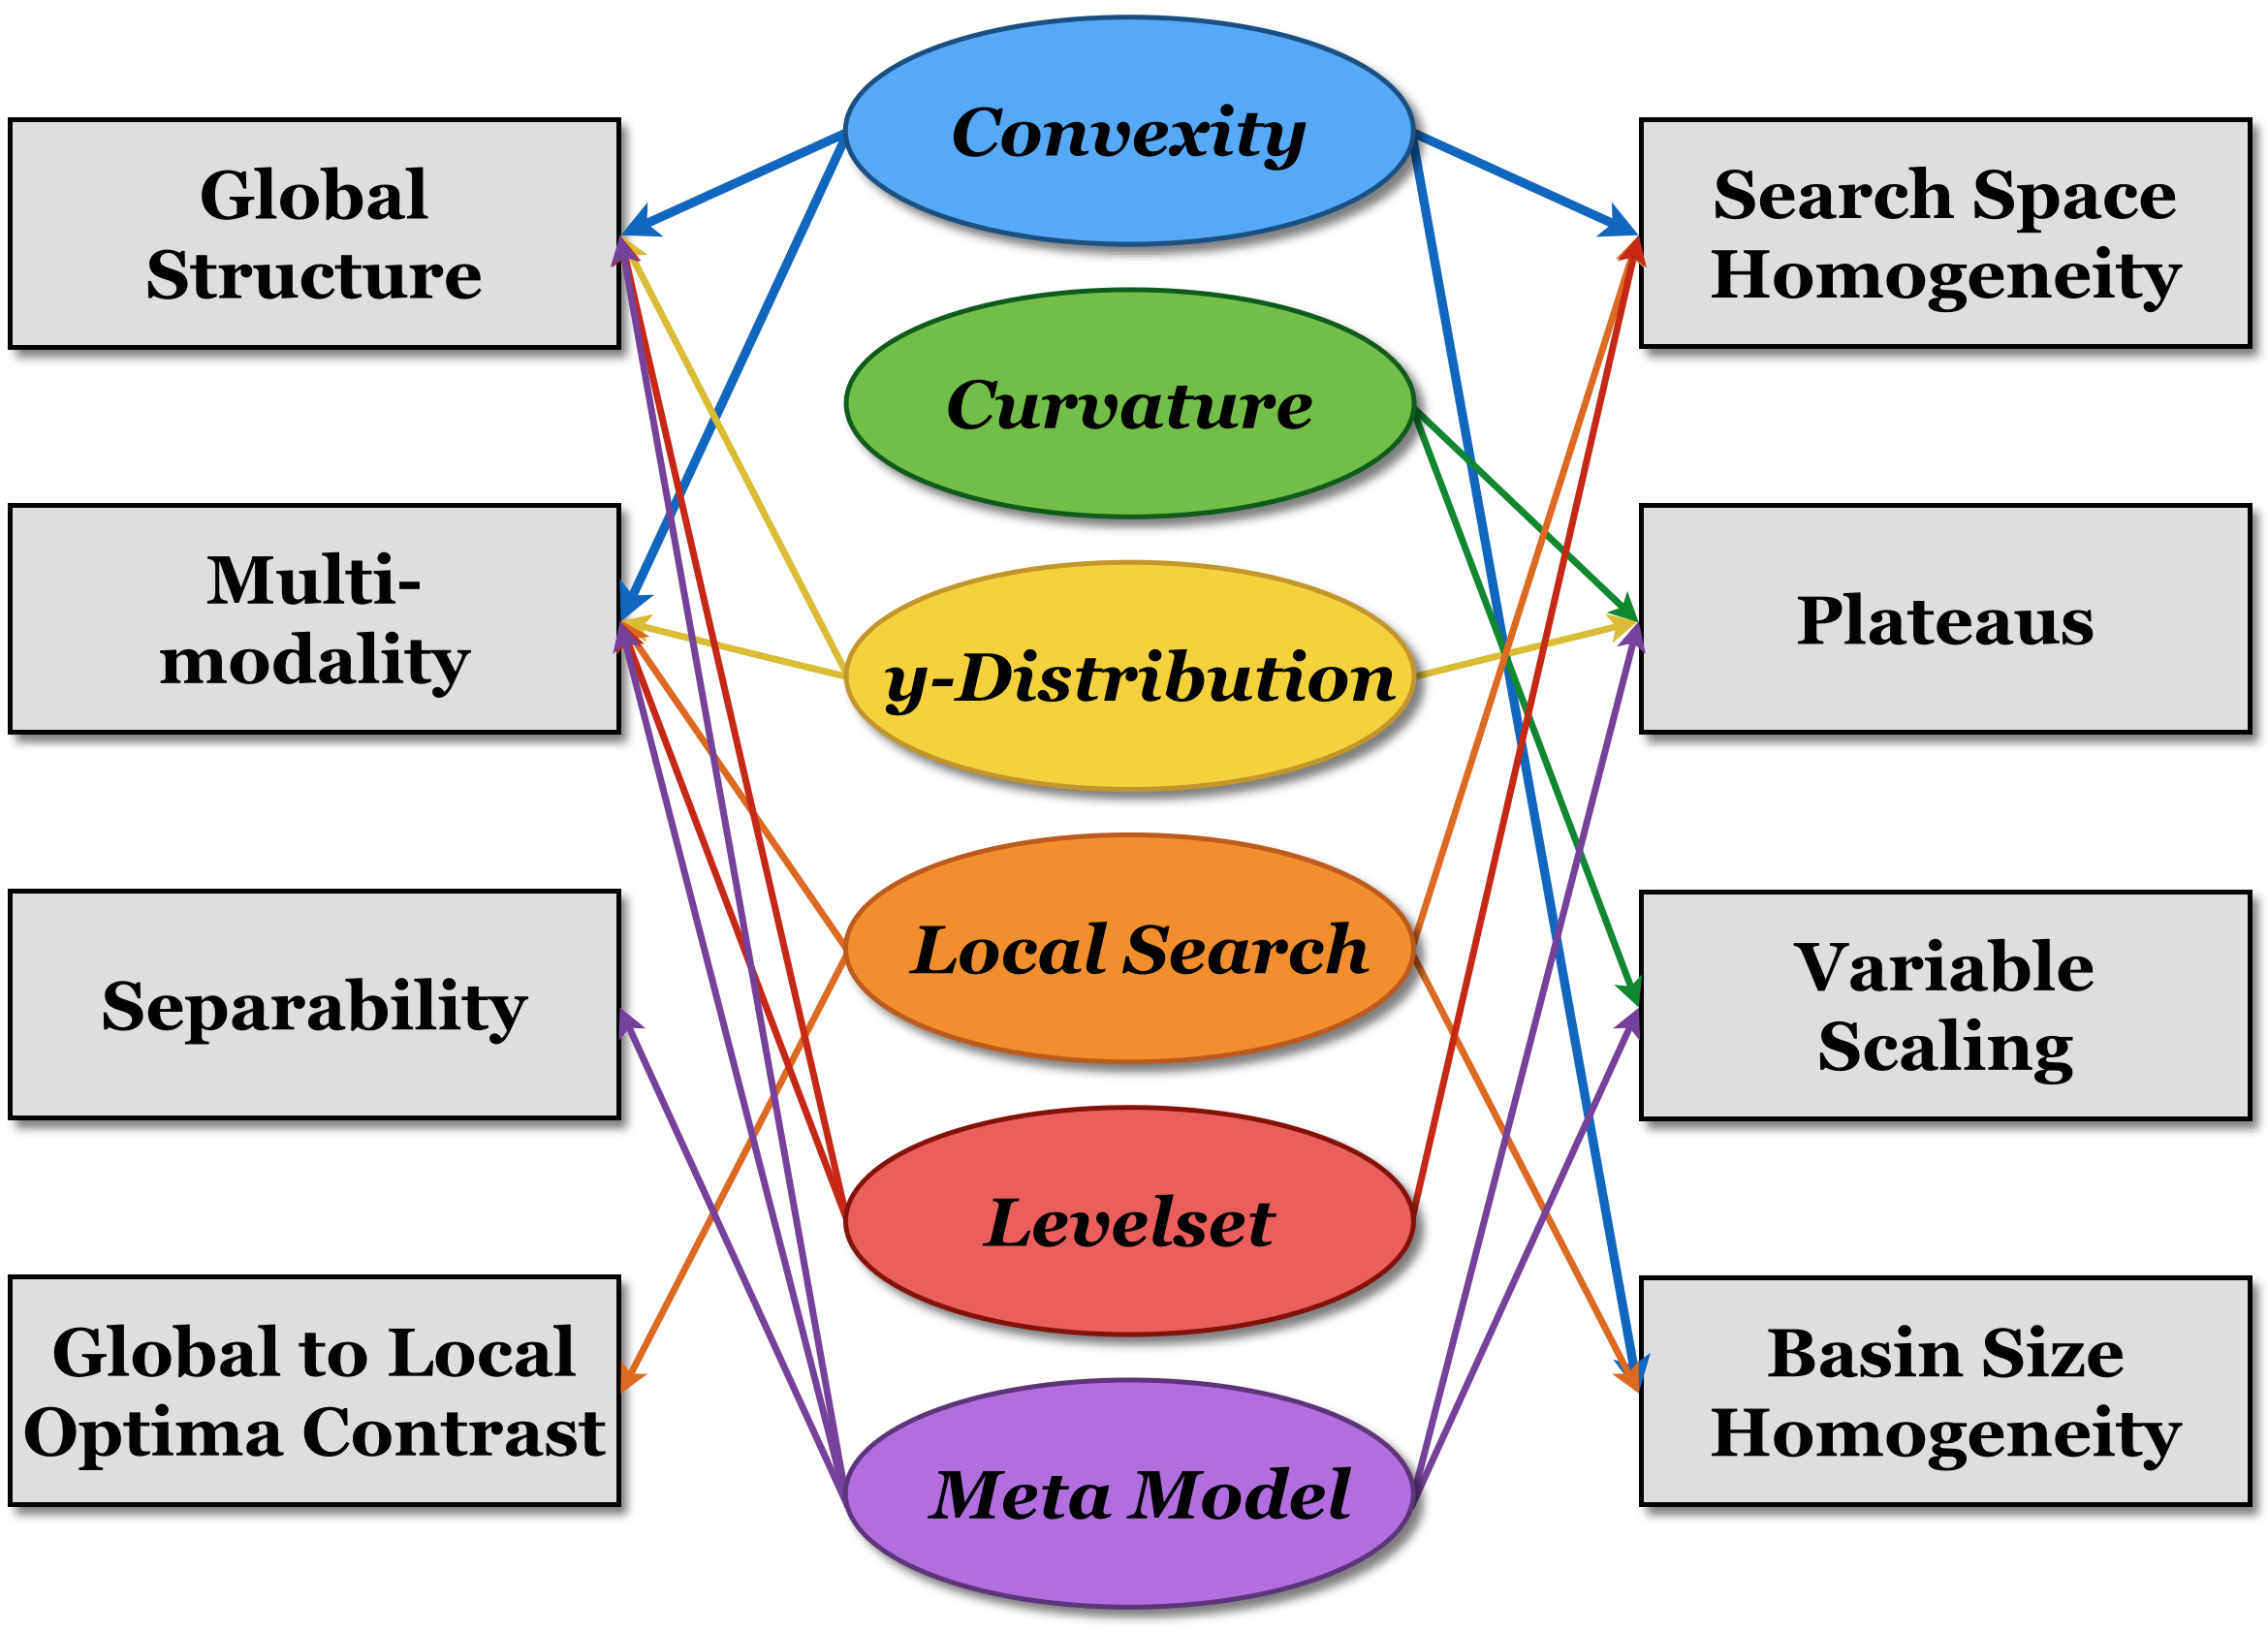 Global
Structure
Multi-
modality
Separability
Global to Local
Optima Contrast
Convexity
Curvature
y-Distribution
Local Search
Levelset
Meta Model
Search Space
Homogeneity
Plateaus
Variable
Scaling
Basin Size
Homogeneity